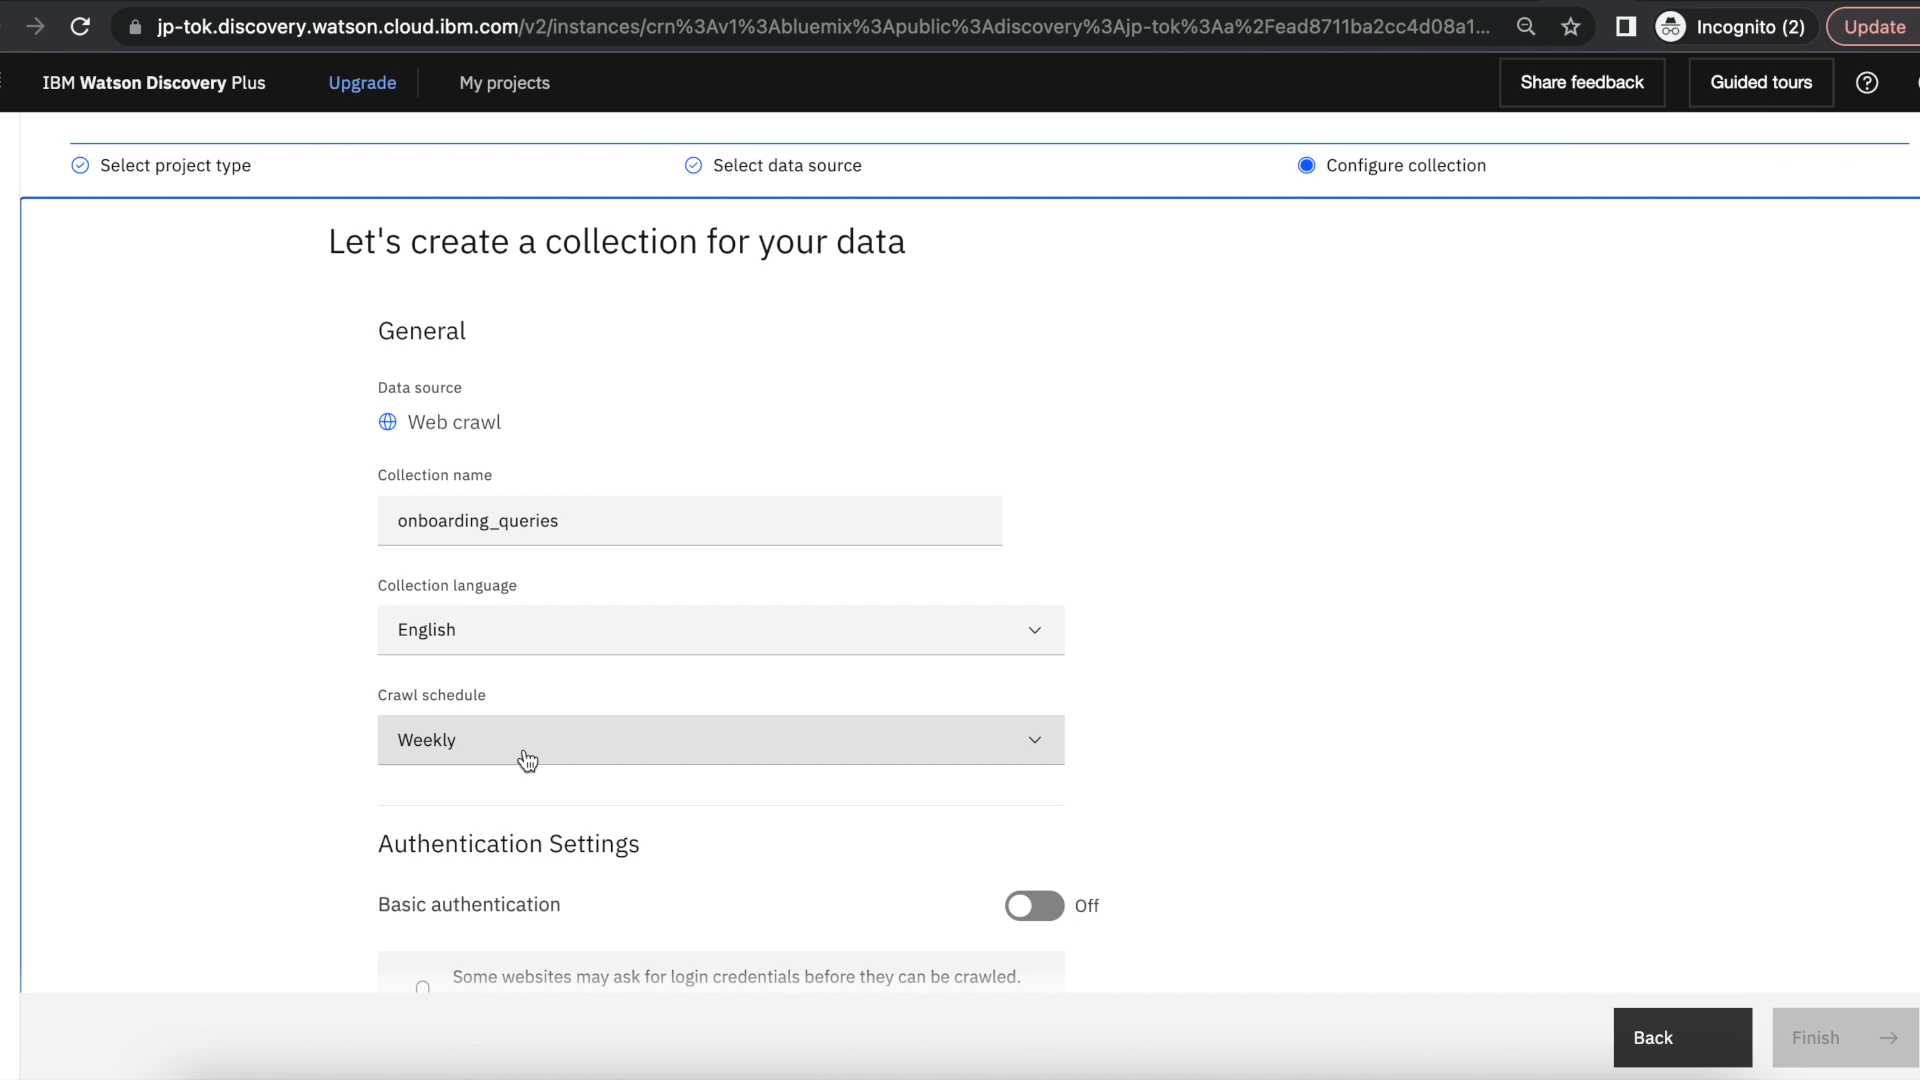 jp-tok.discovery.watson.cloud.ibm.com/v2/instances/crn%3Av1%3Abluemix%3Apublic%3Adiscovery%3Ajp-tok%3Aa%2Fead8711ba2cc4d08a1...
Incognito (2)
Update
IBM Watson Discovery Plus
Upgrade
My projects
Share feedback
Guided tours
Select project type
Select data source
Configure collection
Let's create a collection for your data
General
Data source
Web crawl
Collection name
onboarding_queries
Collection language
English
Crawl schedule
Weekly
Authentication Settings
Basic authentication
Off
Some websites may ask for login credentials before they can be crawled.
Back
Finish